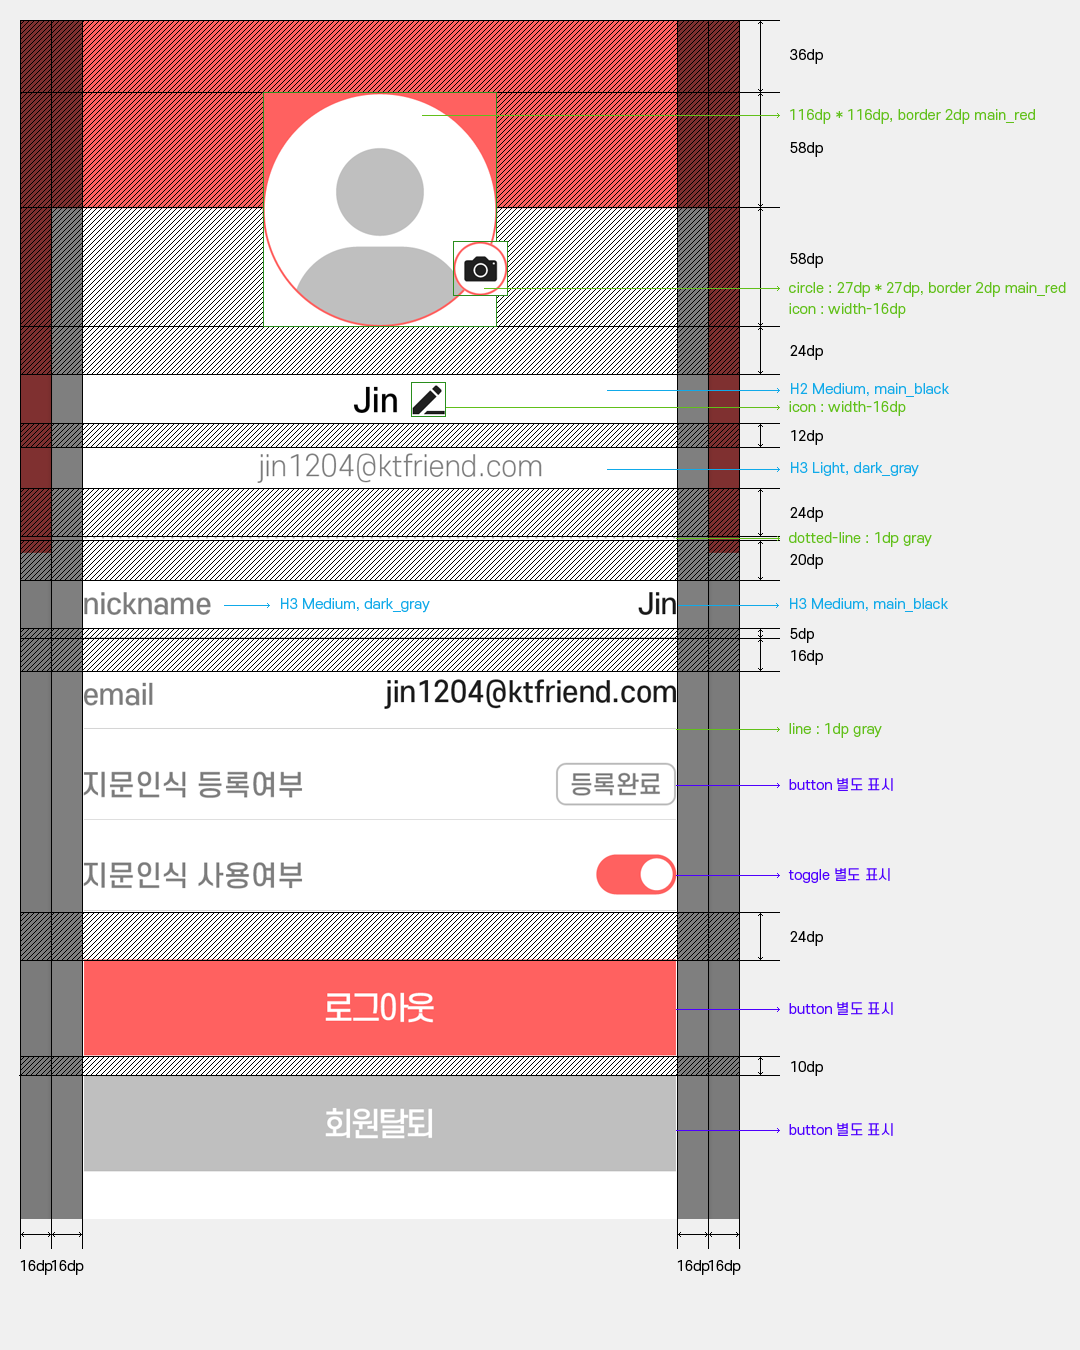 36dp
116dp * 116dp, border 2dp main_red
58dp
58dp
circle : 27dp * 27dp, border 2dp main_red
icon : width-16dp
24dp
Jin
H2 Medium, main_black
icon : width-16dp
12dp
jin1204@ktfriend.com
H3 Light, dark_gray
24dp
dotted-line : 1dp gray
20dp
nickname
H3 Medium, dark_gray
Jin
H3 Medium, main_black
5dp
16dp
email
jin1204@ktfriend.com
line : 1dp gray
지문인식 등록여부
등록완료
button 별도 표시
지문인식 사용여부
toggle 별도 표시
24dp
로그아웃
button 별도 표시
10dp
회원탈퇴
button 별도 표시
16dp
16dp
16dp
16dp